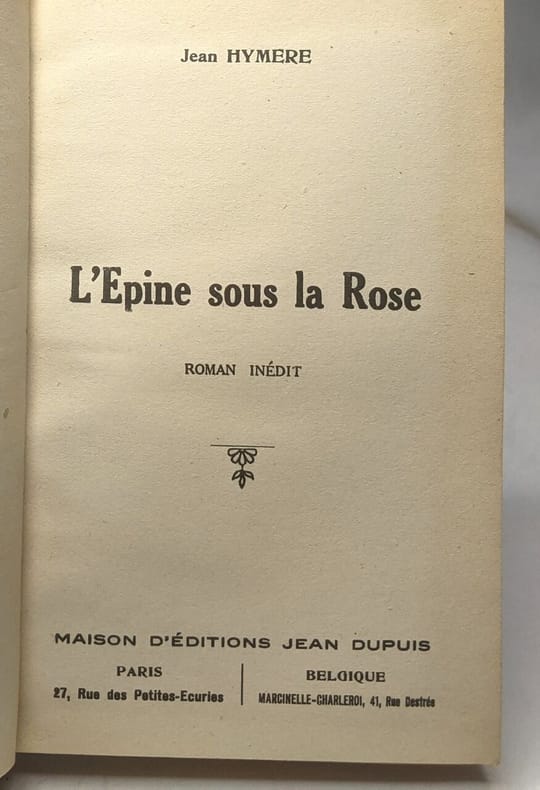 Jean HYMERE
L'Epine sous la Rose
ROMAN INÉDIT
MAISON D'ÉDITIONS JEAN DUPUIS
PARIS
27, Rue des Petites-Ecuries
BELGIQUE
MARCINELLE-CHARLEROI, 41, Rue Destrée